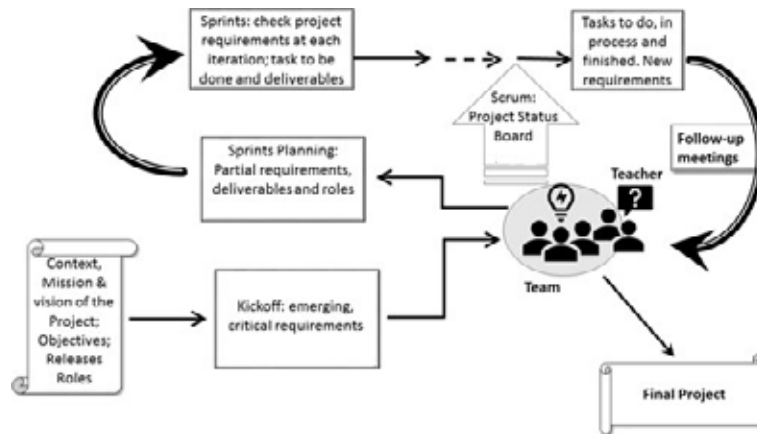 Sprints: check project
requirements at each
iteration; task to be
done and deliverables
Tasks to do, in
process and
finished. New
requirements
Scrum:
Project Status
Board
Follow-up
meetings
Sprints Planning:
Partial requirements,
deliverables and roles
Teacher
?
Team
Context,
Mission &
vision of the
Project;
Objectives;
Releases
Roles
Kickoff: emerging,
critical requirements
Final Project